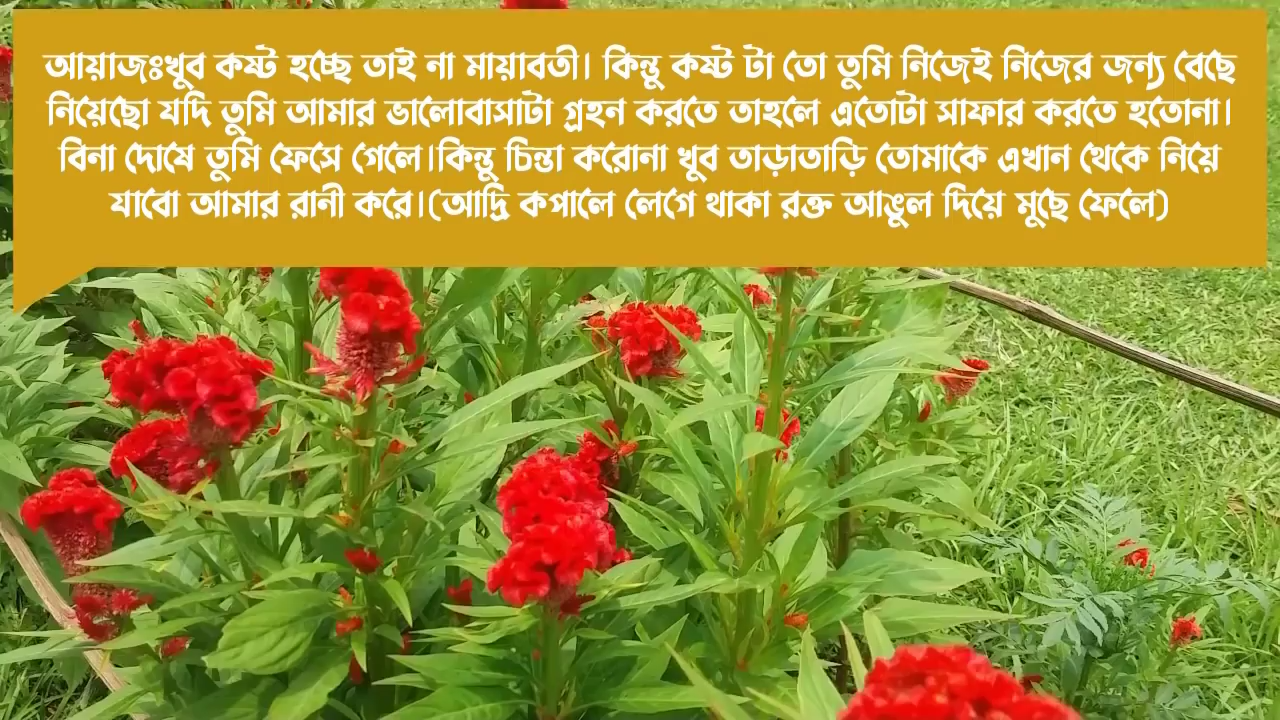 আয়াজঃখুব কষ্ট হচ্ছে তাই না মায়াবতী। কিন্তু কষ্ট টা তো তুমি নিজেই নিজের জন্য বেছে
নিয়েছো যদি তুমি আমার ভালোবাসাটা গ্রহন করতে তাহলে এতোটা সাফার করতে হতোনা।
বিনা দোষে তুমি ফেসে গেলে।কিন্তু চিন্তা করোনা খুব তাড়াতাড়ি তোমাকে এখান থেকে নিয়ে
যাবো আমার রানী করে।(আদ্রি কপালে লেগে থাকা রক্ত আঙুল দিয়ে মুছে ফেলে)